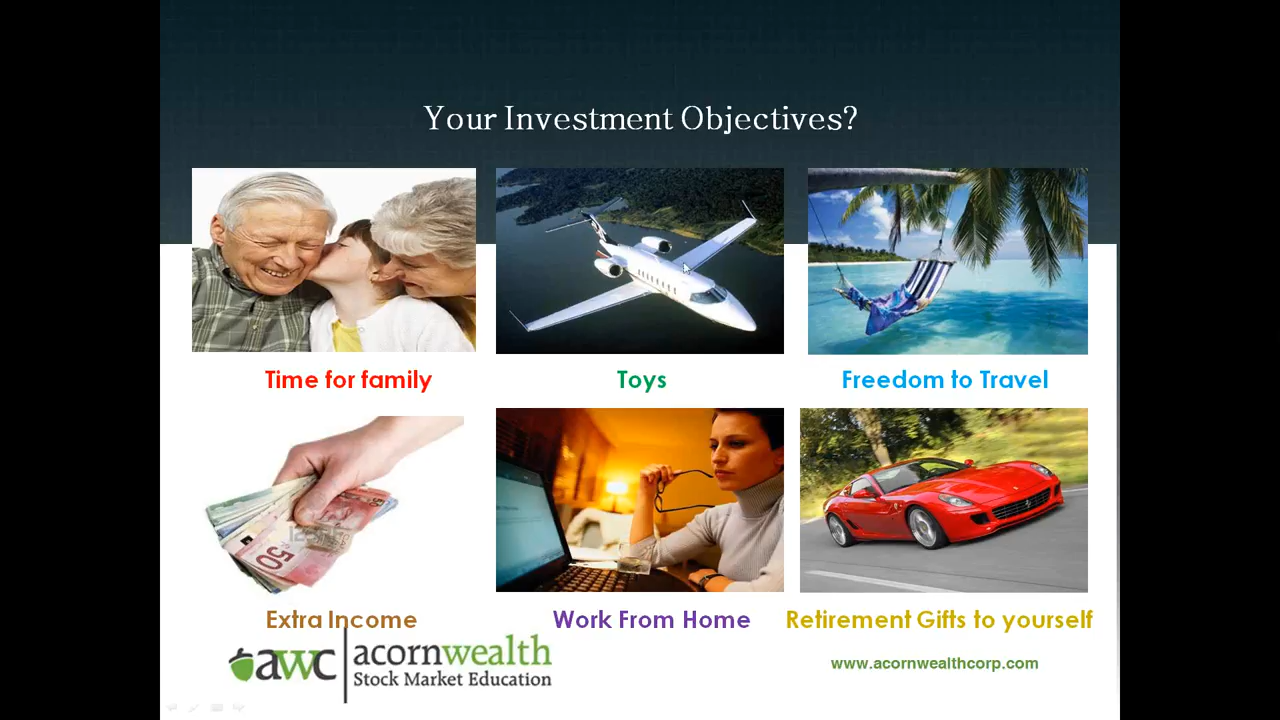 Your Investment Objectives?
Time for family
Toys
Freedom to Travel
50
Extra Income
Work From Home
Retirement Gifts to yourself
awc
acornwealth
Stock Market Education
www.acornwealthcorp.com